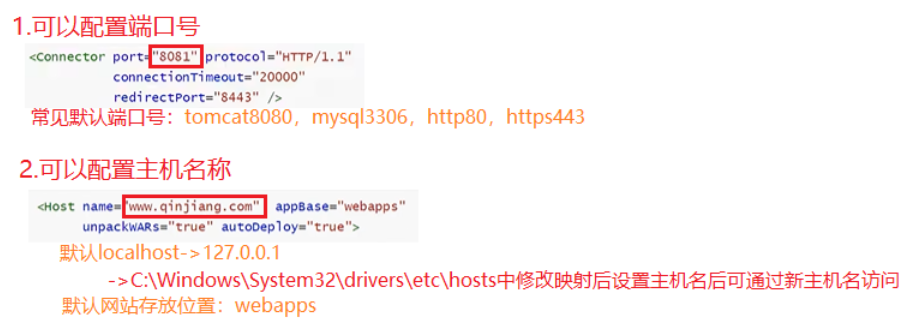 1.可以配置端口号
<Connector port="8081" protocol="HTTP/1.1"
connectionTimeout="20000"
redirectPort="8443" />
常见默认端口号：tomcat8080，mysql3306，http80，https443
2.可以配置主机名称
<Host name="www.qinjiang.com" appBase="webapps"
unpackWARs="true" autoDeploy="true">
默认localhost->127.0.0.1
->C:\Windows\System32\drivers\etc\hosts中修改映射后设置主机名后可通过新主机名访问
默认网站存放位置：webapps